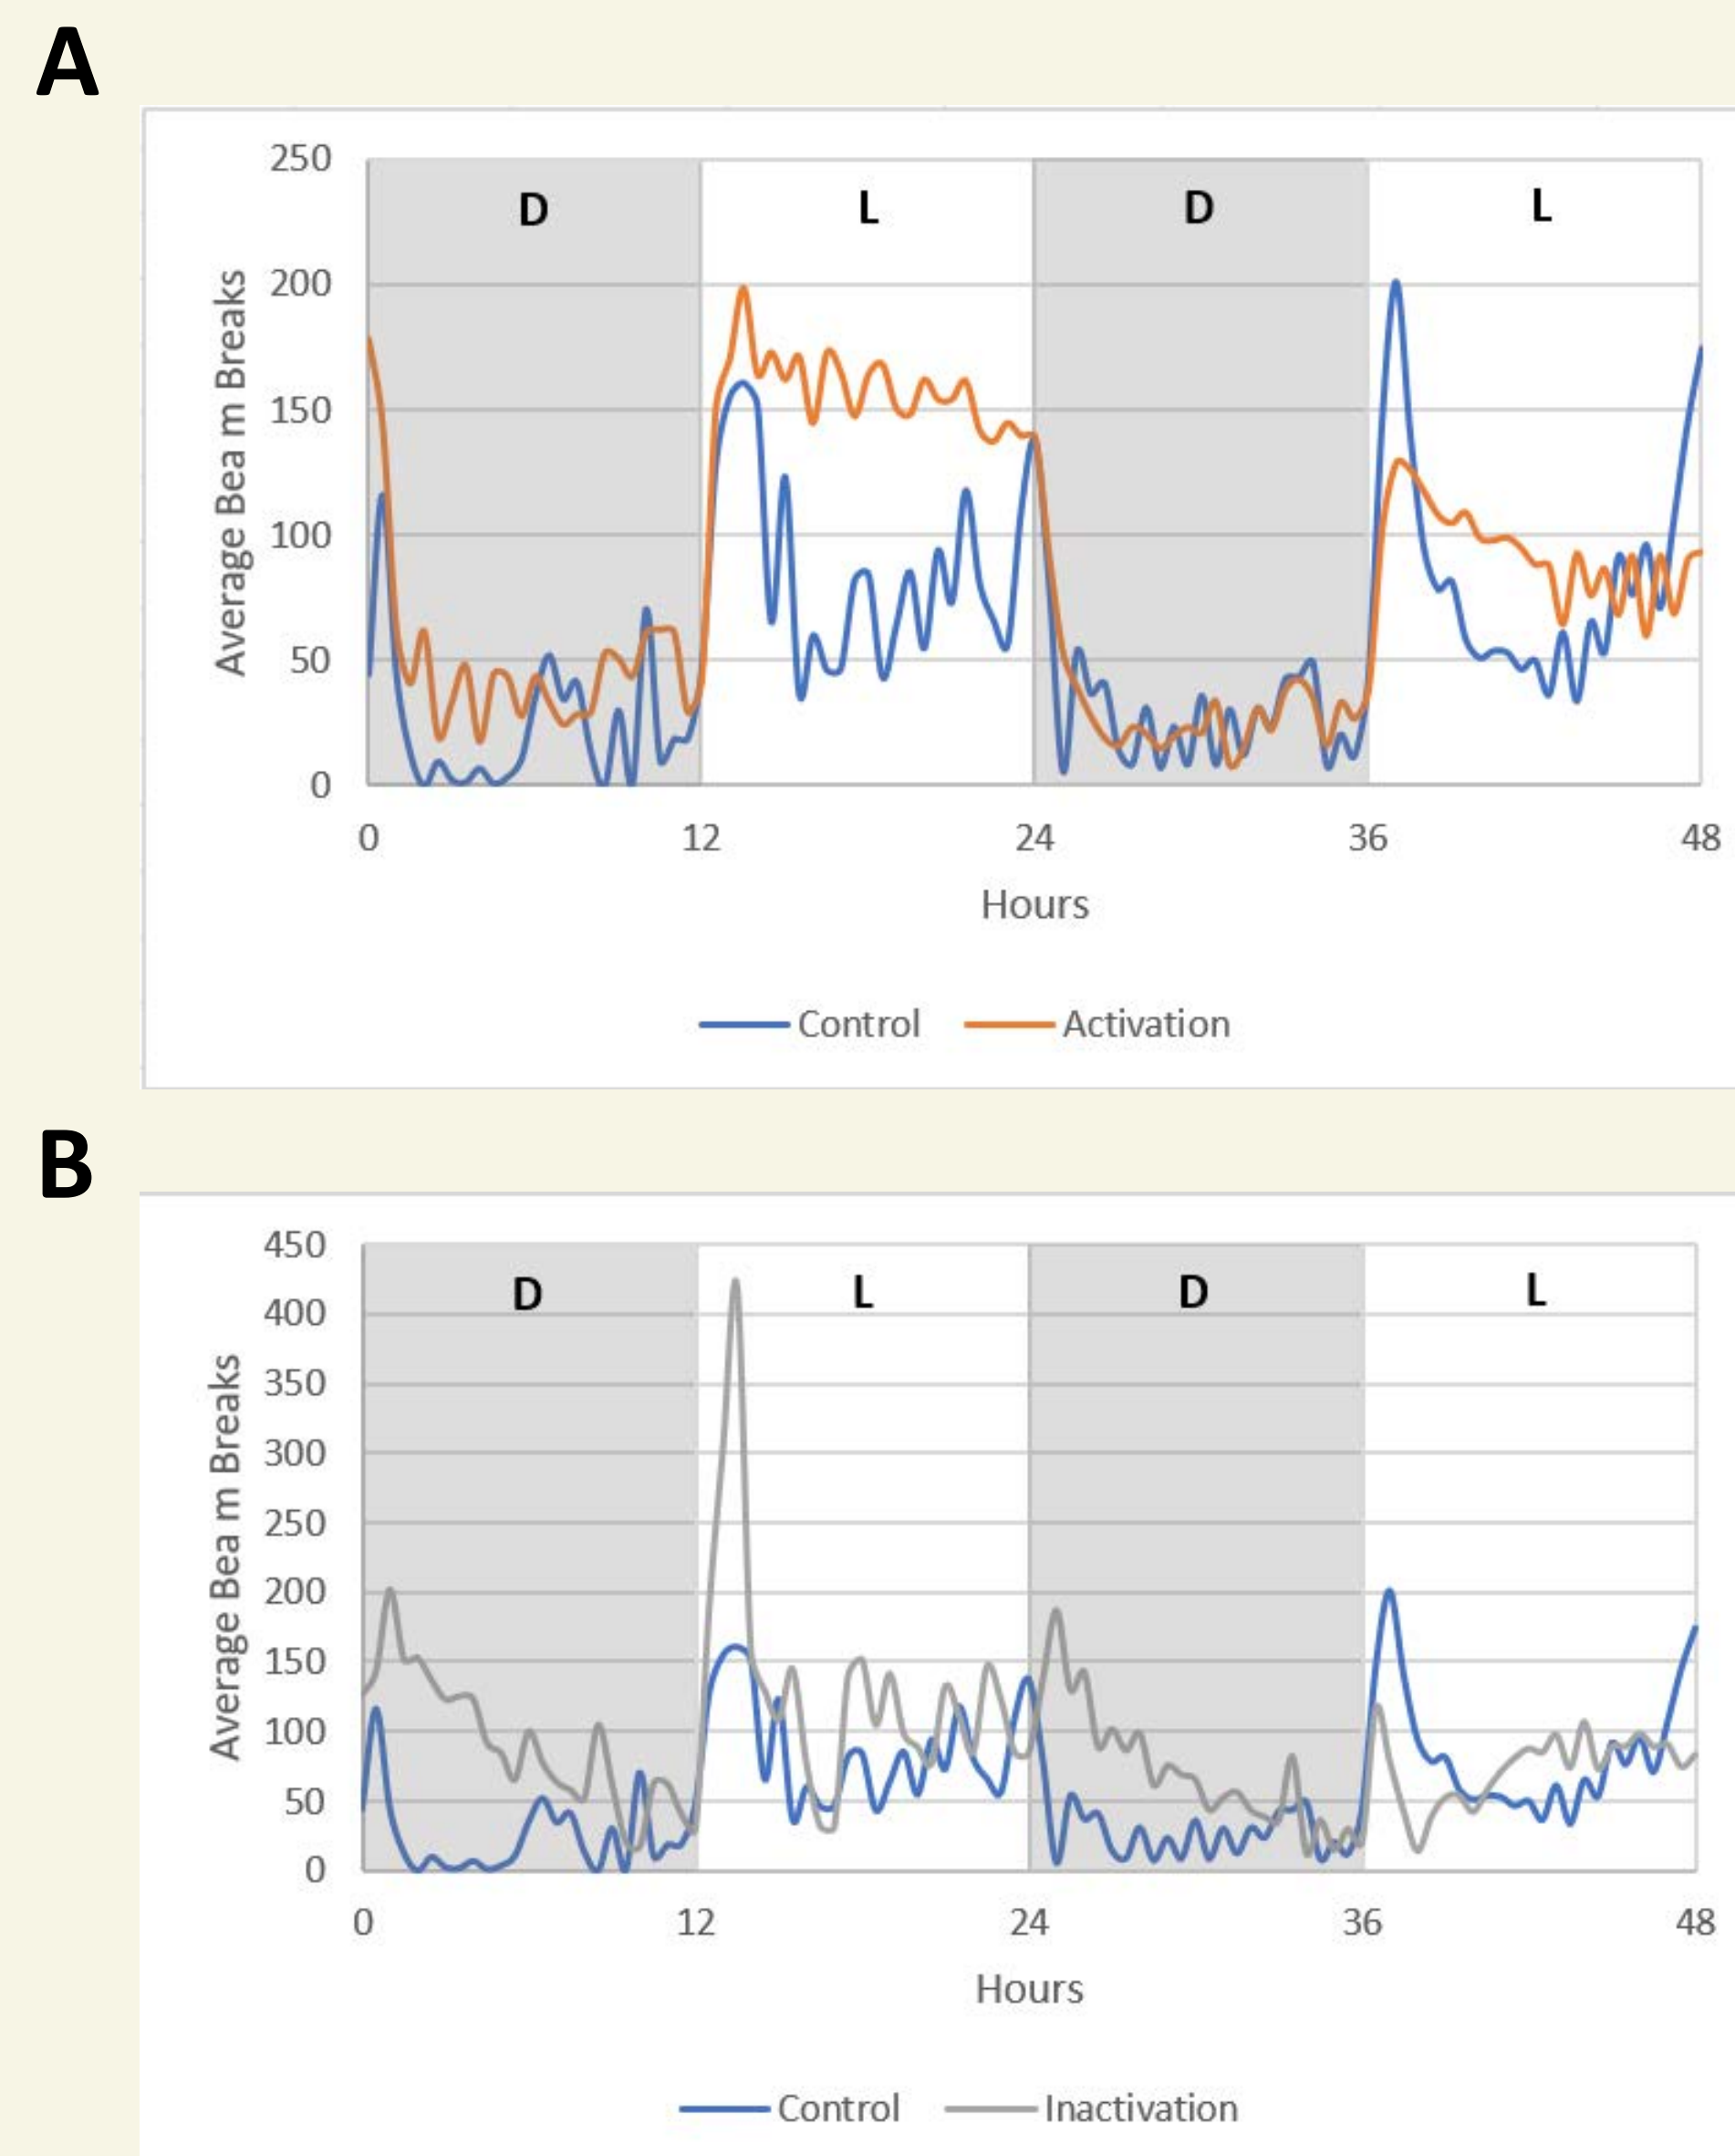 A
250
200
150
100
50
0
Average Bea m Breaks
D
L
D
L
0 12 24 36 48
Hours
Control Activation
B
450
400
350
300
250
200
150
100
50
0
Average Bea m Breaks
D
L
D
L
0 12 24 36 48
Hours
Control Inactivation